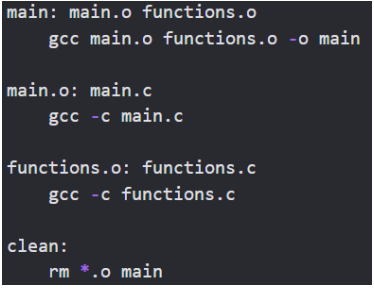 main: main.o functions.o
    gcc main.o functions.o -o main

main.o: main.c
    gcc -c main.c

functions.o: functions.c
    gcc -c functions.c

clean:
    rm *.o main